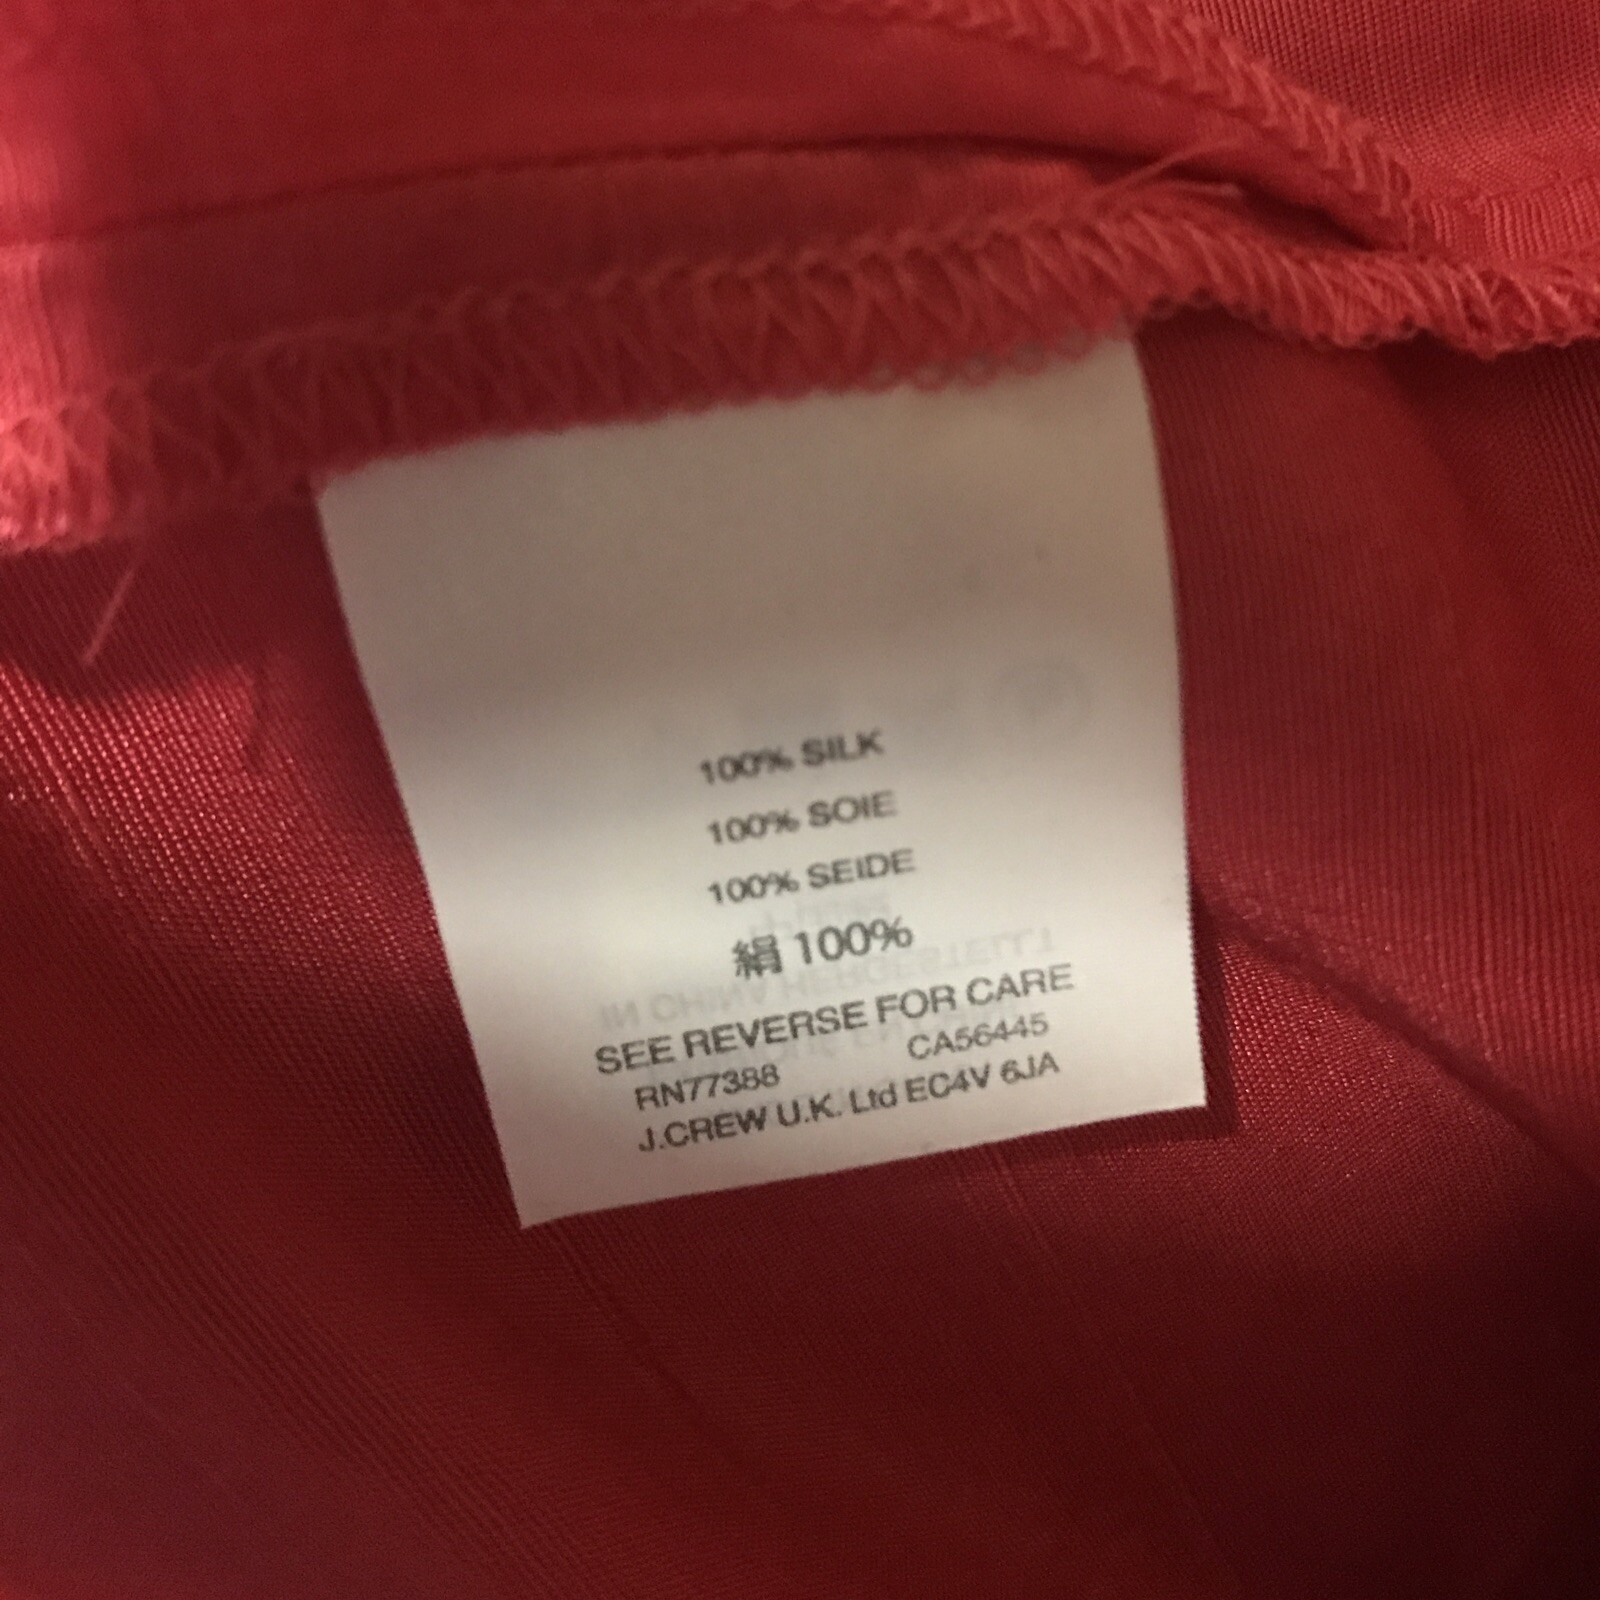 100% SILK
100% SOIE
100% SEIDE
絹 100%
SEE REVERSE FOR CARE
RN77388 CA56445
J.CREW U.K. Ltd EC4V 6JA